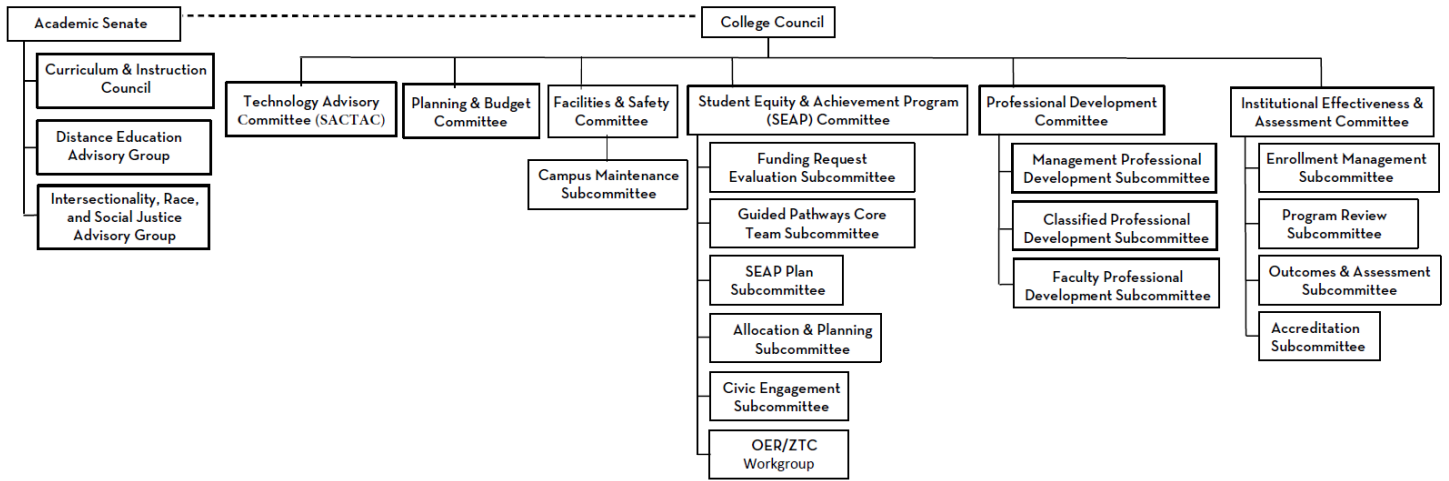 Academic Senate
Curriculum & Instruction
Council
Distance Education
Advisory Group
Intersectionality, Race,
and Social Justice
Advisory Group
College Council
Technology Advisory
Committee (SACTAC)
Planning & Budget
Committee
Facilities & Safety
Committee
Campus Maintenance
Subcommittee
Student Equity & Achievement Program
(SEAP) Committee
Funding Request
Evaluation Subcommittee
Guided Pathways Core
Team Subcommittee
SEAP Plan
Subcommittee
Allocation & Planning
Subcommittee
Civic Engagement
Subcommittee
OER/ZTC
Workgroup
Professional Development
Committee
Management Professional
Development Subcommittee
Classified Professional
Development Subcommittee
Faculty Professional
Development Subcommittee
Institutional Effectiveness &
Assessment Committee
Enrollment Management
Subcommittee
Program Review
Subcommittee
Outcomes & Assessment
Subcommittee
Accreditation
Subcommittee